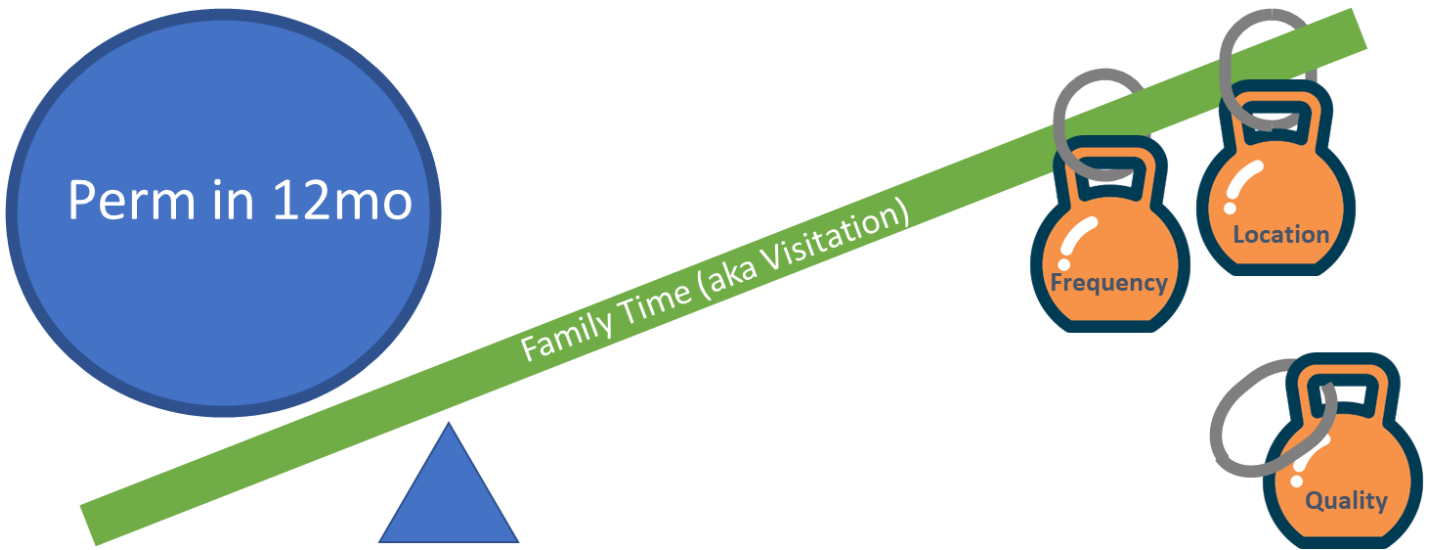 Perm in 12mo
Family Time (aka Visitation)
Frequency
Location
Quality